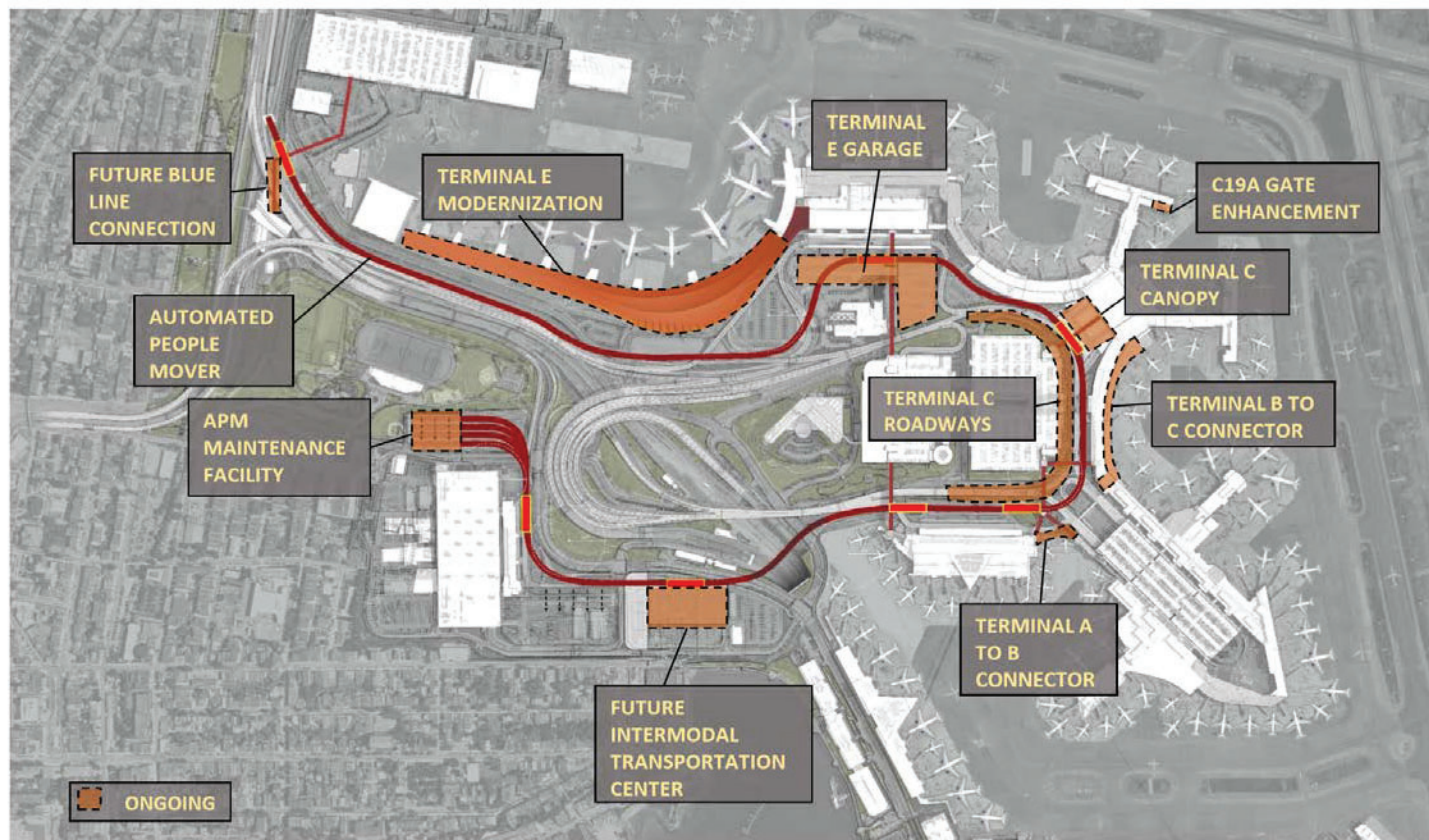 TERMINAL
E GARAGE
FUTURE BLUE
LINE
CONNECTION
TERMINAL E
MODERNIZATION
C19A GATE
ENHANCEMENT
TERMINAL C
CANOPY
AUTOMATED
PEOPLE
MOVER
TERMINAL C
ROADWAYS
TERMINAL B TO
C CONNECTOR
APM
MAINTENANCE
FACILITY
TERMINAL A
TO B
CONNECTOR
FUTURE
INTERMODAL
TRANSPORTATION
CENTER
ONGOING